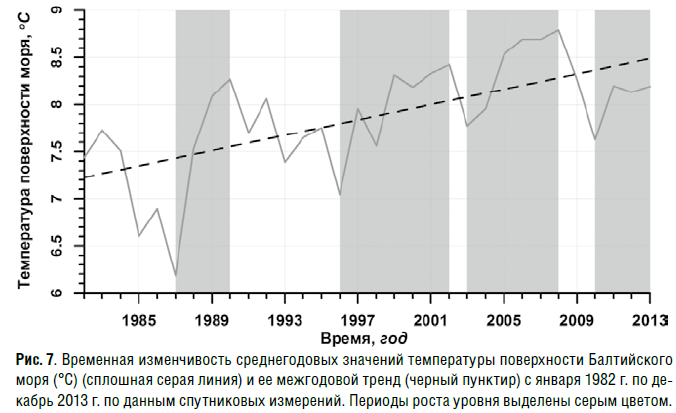 Температура поверхности моря, °C
9
8.5
8
7.5
7
6.5
6
1985 1989 1993 1997 2001 2005 2009 2013
Время, год
Рис. 7. Временная изменчивость среднегодовых значений температуры поверхности Балтийского
моря (°C) (сплошная серая линия) и ее межгодовой тренд (черный пунктир) с января 1982 г. по де-
кабрь 2013 г. по данным спутниковых измерений. Периоды роста уровня выделены серым цветом.